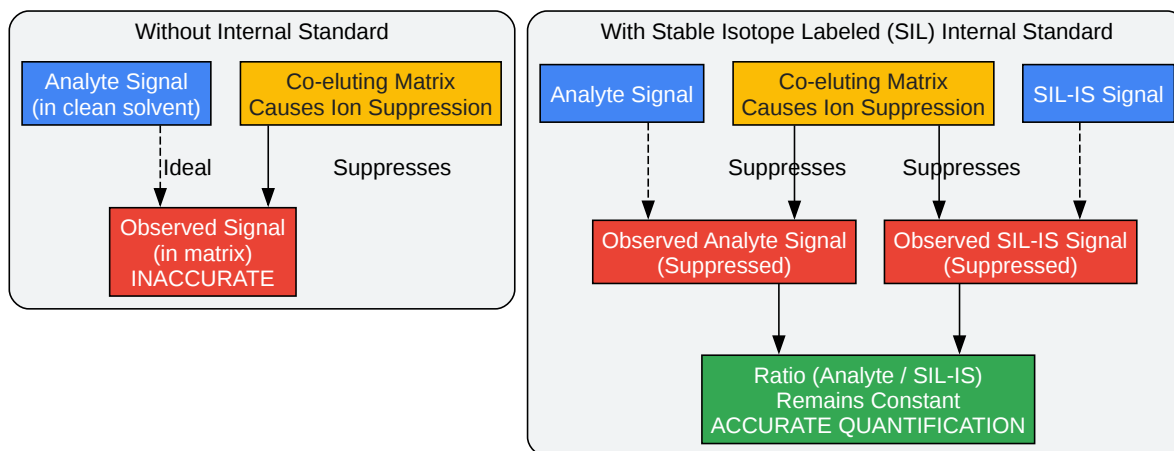 Without Internal Standard
Analyte Signal
(in clean solvent)
Co-eluting Matrix
Causes Ion Suppression
Ideal
Suppresses
Observed Signal
(in matrix)
INACCURATE
With Stable Isotope Labeled (SIL) Internal Standard
Analyte Signal
Co-eluting Matrix
Causes Ion Suppression
SIL-IS Signal
Suppresses
Suppresses
Observed Analyte Signal
(Suppressed)
Observed SIL-IS Signal
(Suppressed)
Ratio (Analyte / SIL-IS)
Remains Constant
ACCURATE QUANTIFICATION